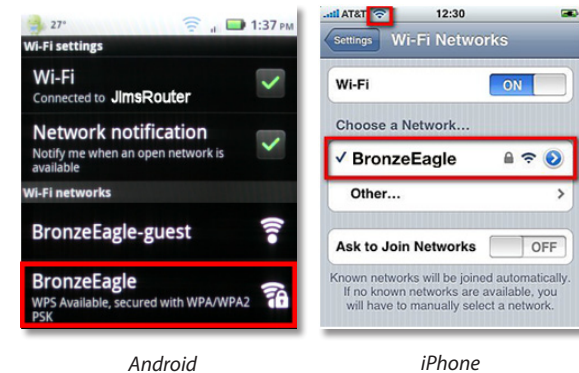 27°
1:37 PM
Wi-Fi settings
Wi-Fi
Connected to JimsRouter
Network notification
Notify me when an open network is
available
Wi-Fi networks
BronzeEagle-guest
BronzeEagle
WPS Available, secured with WPA/WPA2
PSK
Android
AT&T
12:30
Settings
Wi-Fi Networks
Wi-Fi
ON
Choose a Network...
✓ BronzeEagle
Other...
Ask to Join Networks
OFF
Known networks will be joined automatically.
If no known networks are available, you
will have to manually select a network.
iPhone